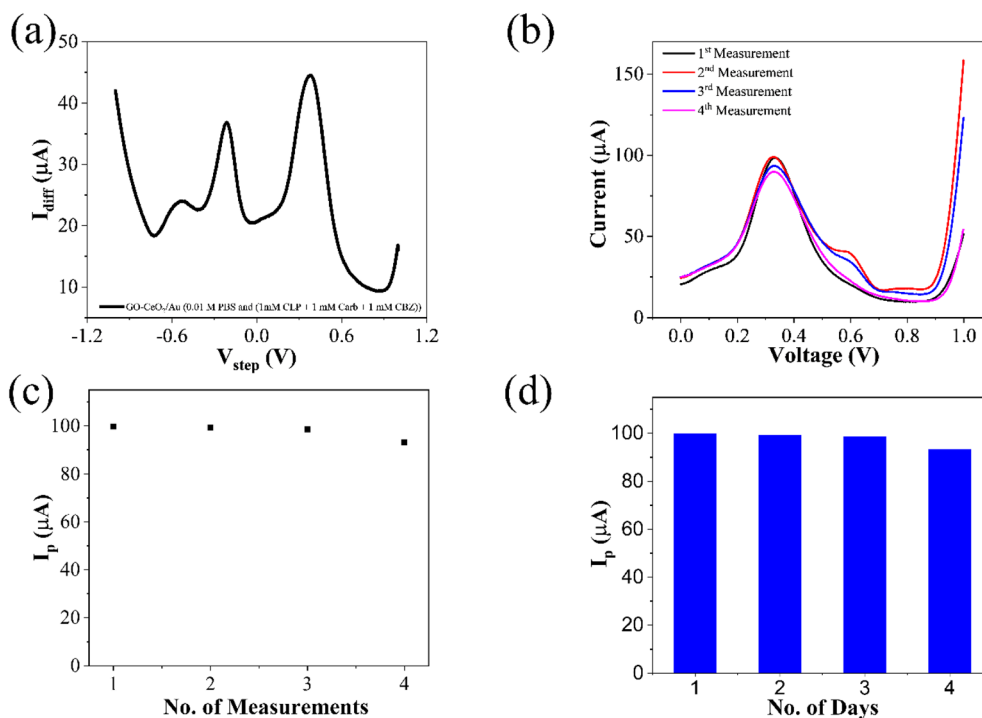 (a)
50
40
30
20
10
I_diff (µA)
GO-CeO₂/Au (0.01 M PBS and (1mM CLP + 1 mM Carb + 1 mM CBZ))
-1.2 -0.6 0.0 0.6 1.2
V_step (V)
(b)
1st Measurement
2nd Measurement
3rd Measurement
4th Measurement
150
100
50
0
Current (µA)
0.0 0.2 0.4 0.6 0.8 1.0
Voltage (V)
(c)
100
80
60
40
20
0
I_p (µA)
1 2 3 4
No. of Measurements
(d)
100
80
60
40
20
0
I_p (µA)
1 2 3 4
No. of Days